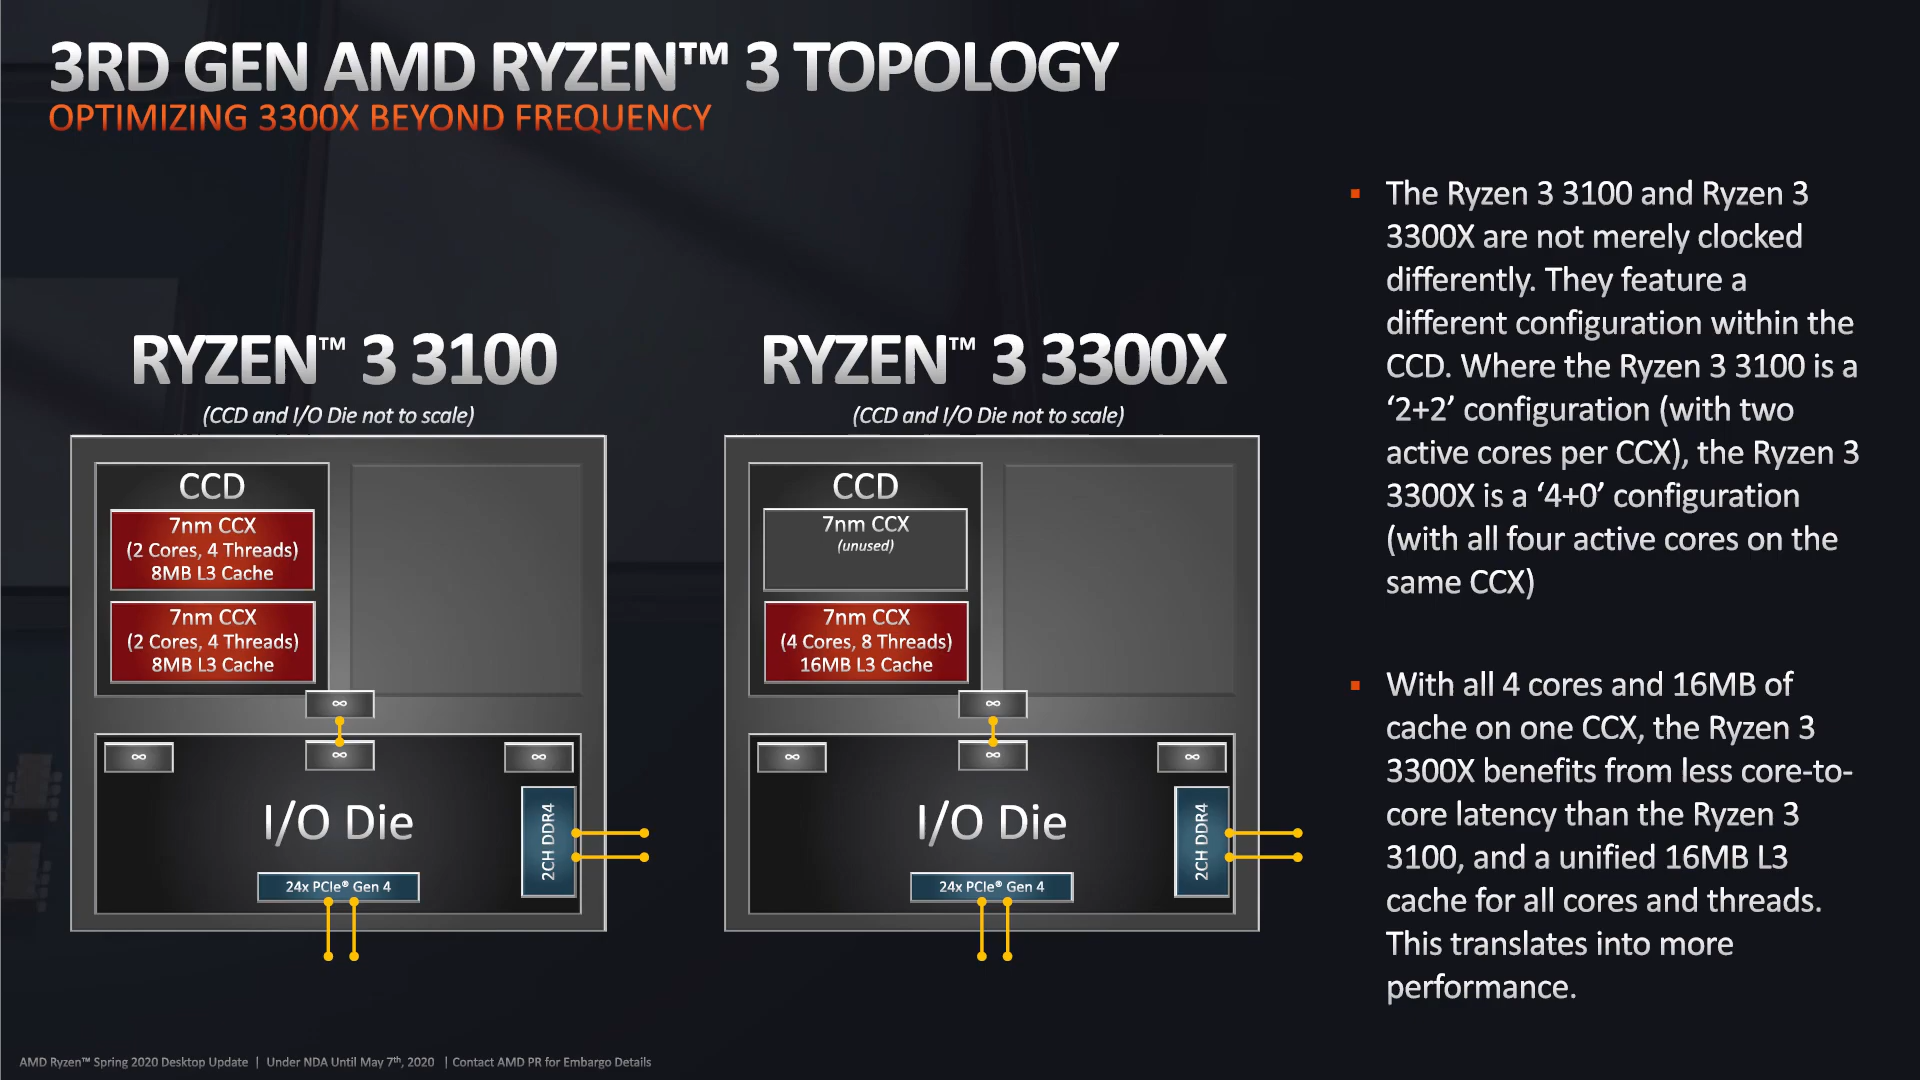 3RD GEN AMD RYZEN™ 3 TOPOLOGY
OPTIMIZING 3300X BEYOND FREQUENCY
RYZEN™ 3 3100
(CCD and I/O Die not to scale)
CCD
7nm CCX
(2 Cores, 4 Threads)
8MB L3 Cache
7nm CCX
(2 Cores, 4 Threads)
8MB L3 Cache
∞
∞
∞
∞
I/O Die
2CH DDR4
24x PCIe® Gen 4
RYZEN™ 3 3300X
(CCD and I/O Die not to scale)
CCD
7nm CCX
(unused)
7nm CCX
(4 Cores, 8 Threads)
16MB L3 Cache
∞
∞
∞
∞
I/O Die
2CH DDR4
24x PCIe® Gen 4
▪ The Ryzen 3 3100 and Ryzen 3
3300X are not merely clocked
differently. They feature a
different configuration within the
CCD. Where the Ryzen 3 3100 is a
‘2+2’ configuration (with two
active cores per CCX), the Ryzen 3
3300X is a ‘4+0’ configuration
(with all four active cores on the
same CCX)
▪ With all 4 cores and 16MB of
cache on one CCX, the Ryzen 3
3300X benefits from less core-to-
core latency than the Ryzen 3
3100, and a unified 16MB L3
cache for all cores and threads.
This translates into more
performance.
AMD Ryzen™ Spring 2020 Desktop Update | Under NDA Until May 7th, 2020 | Contact AMD PR for Embargo Details